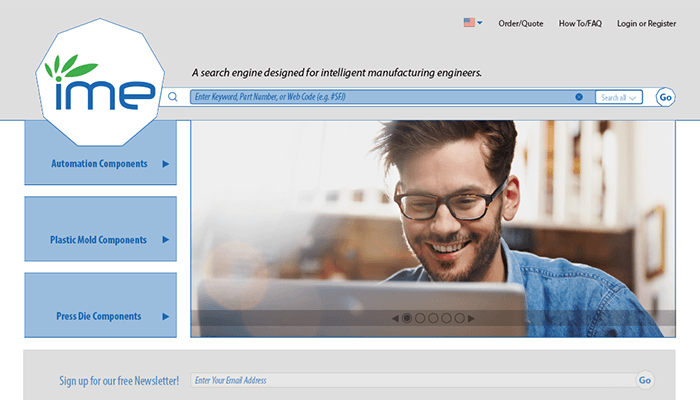 Order/Quote How To/FAQ Login or Register
ime
A search engine designed for intelligent manufacturing engineers.
Enter Keyword, Part Number, or Web Code (e.g. #SFJ) Search all Go
Automation Components
Plastic Mold Components
Press Die Components
Sign up for our free Newsletter! Enter Your Email Address Go